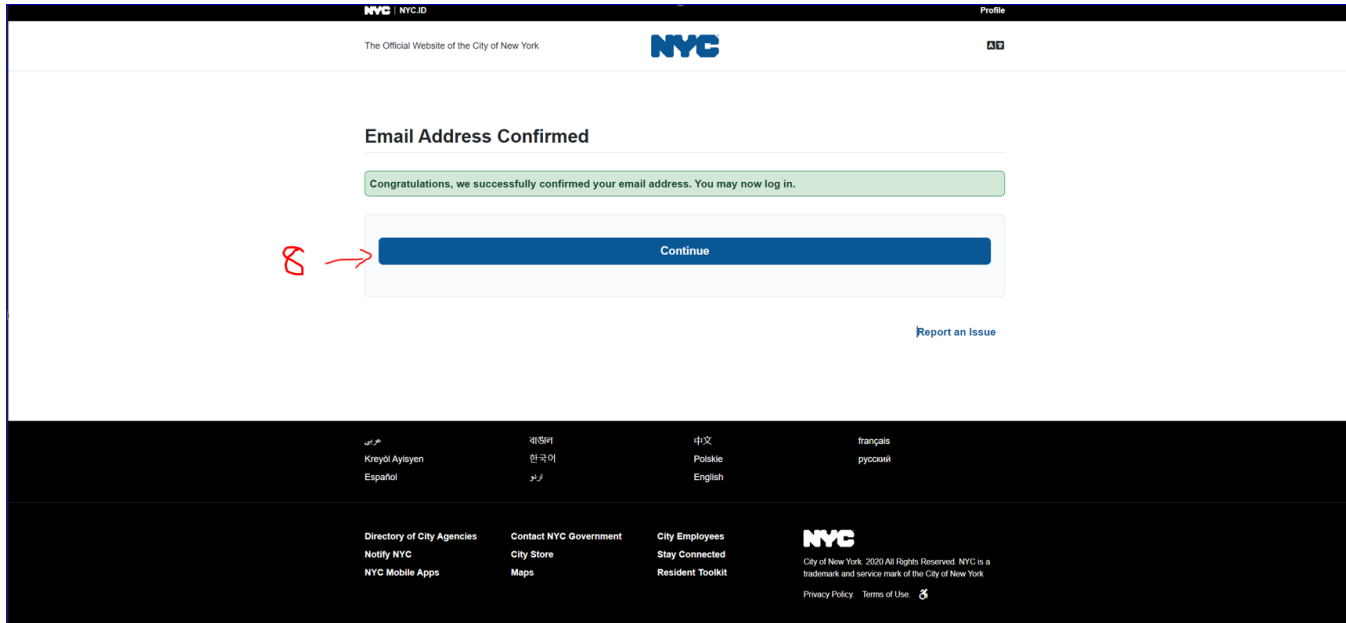 NYC | NYC.ID
Profile
The Official Website of the City of New York
NYC
Email Address Confirmed
Congratulations, we successfully confirmed your email address. You may now log in.
8
Continue
Report an Issue
عربى
বাঙালি
中文
français
Kreyòl Ayisyen
한국어
Polskie
русский
Español
اردو
English
Directory of City Agencies
Contact NYC Government
City Employees
Notify NYC
City Store
Stay Connected
NYC Mobile Apps
Maps
Resident Toolkit
NYC
City of New York. 2020 All Rights Reserved. NYC is a
trademark and service mark of the City of New York
Privacy Policy. Terms of Use.